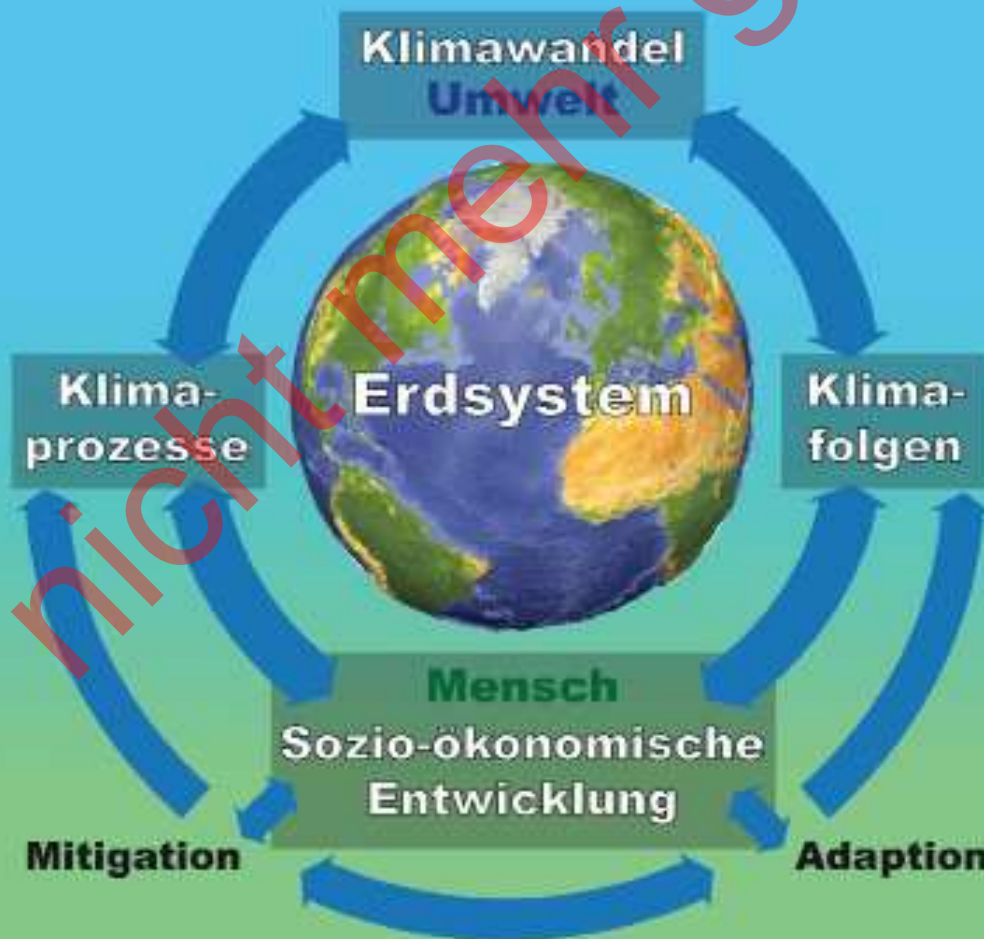 Klimawandel
Umwelt
Erdsystem
Klima-
prozesse
Klima-
folgen
Mensch
Sozio-ökonomische
Entwicklung
Mitigation
Adaption
nicht mehr